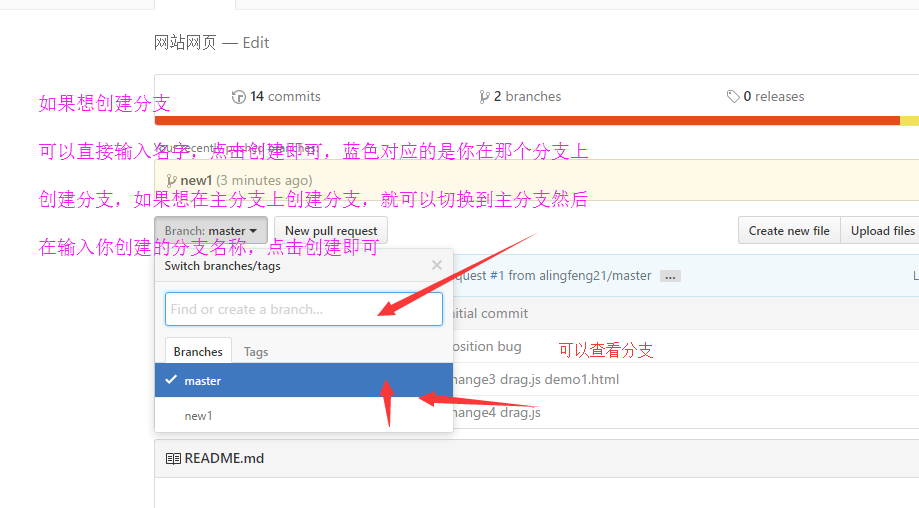 网站网页 — Edit
如果想创建分支
14 commits
2 branches
0 releases
可以直接输入名字，点击创建即可，蓝色对应的是你在那个分支上
new1 (3 minutes ago)
创建分支，如果想在主分支上创建分支，就可以切换到主分支然后
Branch: master
New pull request
Create new file
Upload files
在输入你创建的分支名称，点击创建即可
Switch branches/tags
quest #1 from alingfeng21/master ...
Find or create a branch...
nitial commit
Branches
Tags
osition bug
可以查看分支
master
hange3 drag.js demo1.html
new1
hange4 drag.js
README.md